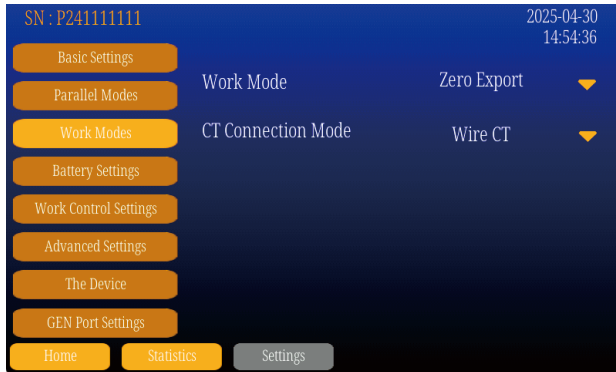 SN : P241111111
2025-04-30
14:54:36
Basic Settings
Parallel Modes
Work Modes
Battery Settings
Work Control Settings
Advanced Settings
The Device
GEN Port Settings
Work Mode
Zero Export
CT Connection Mode
Wire CT
Home
Statistics
Settings